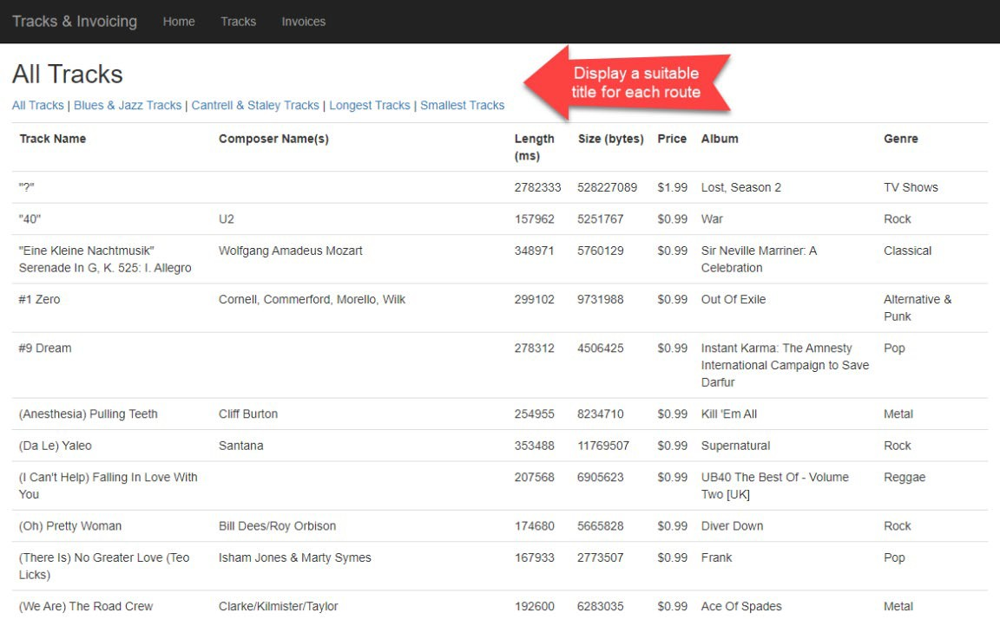 Tracks & Invoicing Home Tracks Invoices
All Tracks
Display a suitable
title for each route
All Tracks | Blues & Jazz Tracks | Cantrell & Staley Tracks | Longest Tracks | Smallest Tracks
Track Name Composer Name(s) Length Size (bytes) Price Album Genre
(ms)
"?" 2782333 528227089 $1.99 Lost, Season 2 TV Shows
"40" U2 157962 5251767 $0.99 War Rock
"Eine Kleine Nachtmusik" Wolfgang Amadeus Mozart 348971 5760129 $0.99 Sir Neville Marriner: A Classical
Serenade In G, K. 525: I. Allegro Celebration
#1 Zero Cornell, Commerford, Morello, Wilk 299102 9731988 $0.99 Out Of Exile Alternative &
Punk
#9 Dream 278312 4506425 $0.99 Instant Karma: The Amnesty Pop
International Campaign to Save
Darfur
(Anesthesia) Pulling Teeth Cliff Burton 254955 8234710 $0.99 Kill 'Em All Metal
(Da Le) Yaleo Santana 353488 11769507 $0.99 Supernatural Rock
(I Can't Help) Falling In Love With 207568 6905623 $0.99 UB40 The Best Of - Volume Reggae
You Two [UK]
(Oh) Pretty Woman Bill Dees/Roy Orbison 174680 5665828 $0.99 Diver Down Rock
(There Is) No Greater Love (Teo Isham Jones & Marty Symes 167933 2773507 $0.99 Frank Pop
Licks)
(We Are) The Road Crew Clarke/Kilmister/Taylor 192600 6283035 $0.99 Ace Of Spades Metal